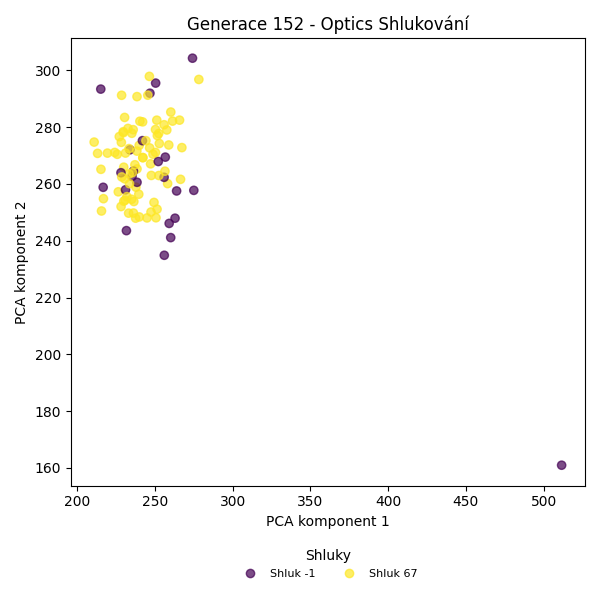 Generace 152 - Optics Shlukování
PCA komponent 2
300
280
260
240
220
200
180
160
200
250
300
350
400
450
500
PCA komponent 1
Shluky
Shluk -1
Shluk 67